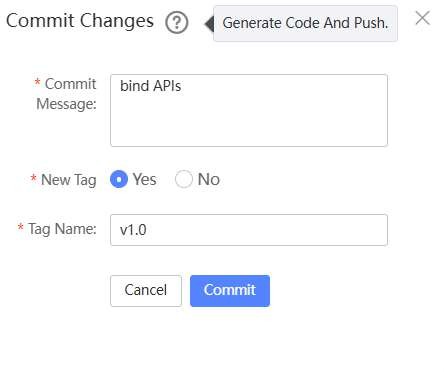 Commit Changes ? Generate Code And Push.
* Commit Message: bind APIs
* New Tag Yes No
* Tag Name: v1.0
Cancel Commit